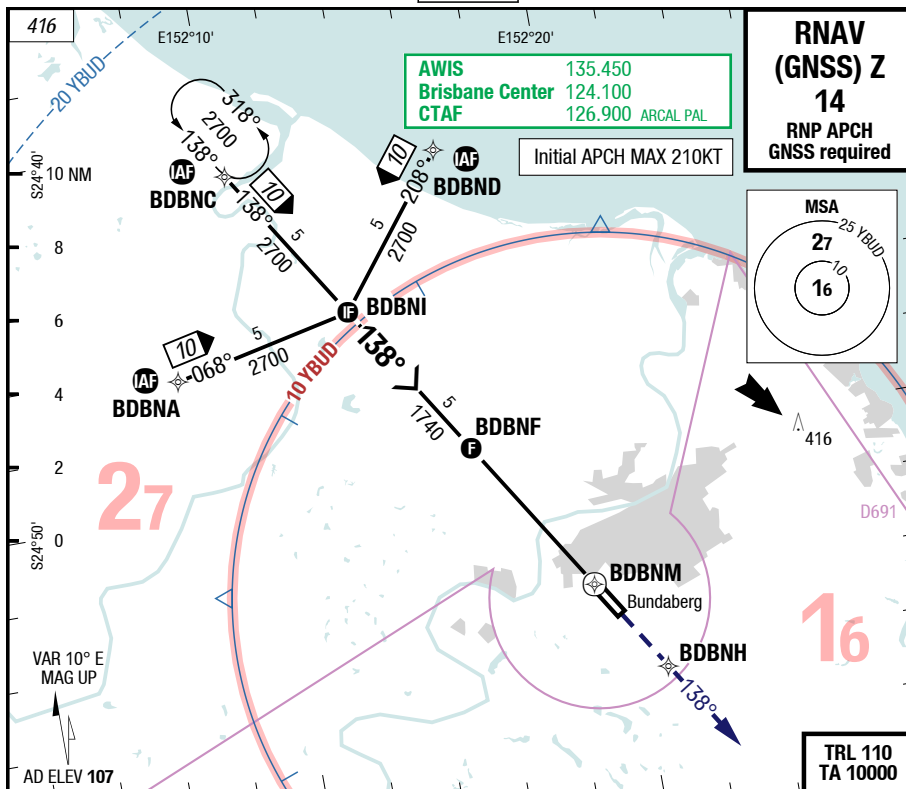 416
E152°10'
E152°20'
RNAV
(GNSS) Z
14
RNP APCH
GNSS required
20 YBUD
AWIS 135.450
Brisbane Center 124.100
CTAF 126.900 ARCAL PAL
Initial APCH MAX 210KT
318°
2700
138°
S24°40'
10 NM
IAF
BDBNC
10
138°
5
2700
10
208°
5
2700
IAF
BDBND
MSA
27
25 YBUD
10
16
8
6
4
2
0
IF
BDBNI
10 YBUD
138°
5
1740
IAF
BDBNA
10
068°
5
2700
BDBNF
F
416
27
D691
S24°50'
BDBNM
Bundaberg
BDBNH
138°
16
VAR 10° E
MAG UP
AD ELEV 107
TRL 110
TA 10000